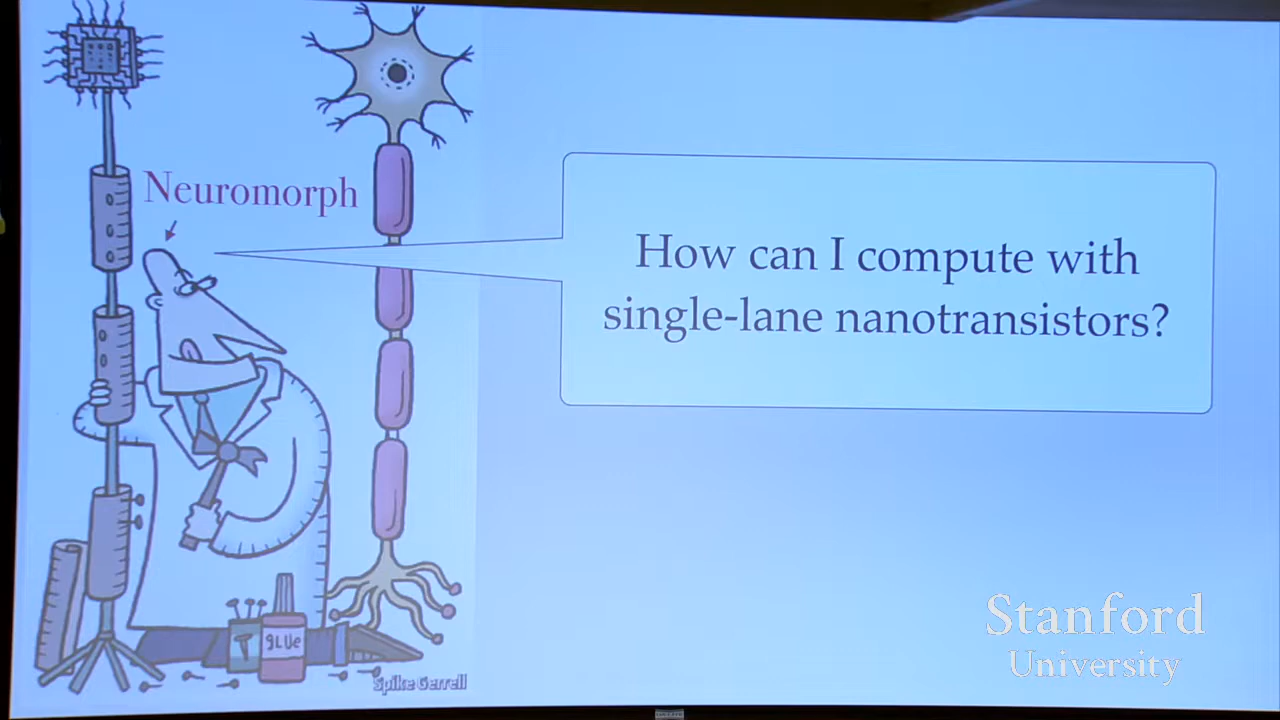 Neuromorph
How can I compute with
single-lane nanotransistors?
T
gLUe
Spike Gerrell
Stanford
University